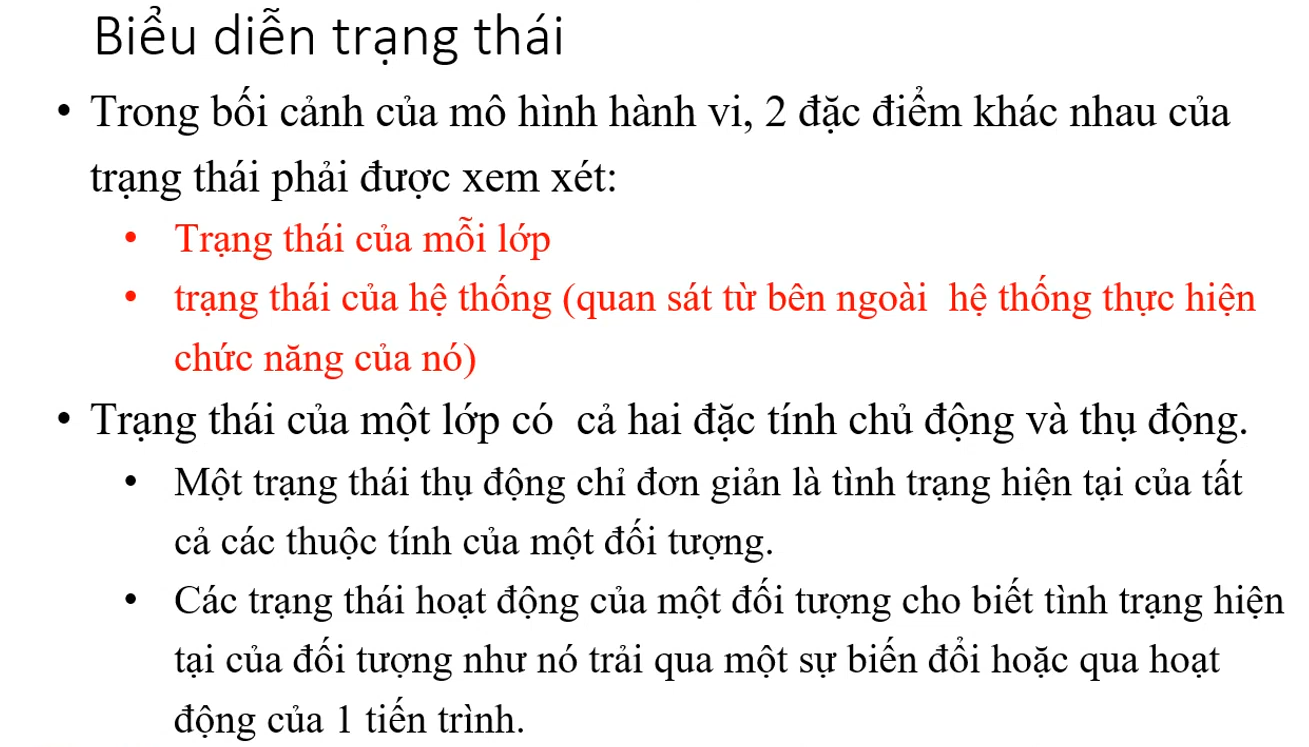 Biểu diễn trạng thái
• Trong bối cảnh của mô hình hành vi, 2 đặc điểm khác nhau của
trạng thái phải được xem xét:
• Trạng thái của mỗi lớp
• trạng thái của hệ thống (quan sát từ bên ngoài  hệ thống thực hiện
chức năng của nó)
• Trạng thái của một lớp có  cả hai đặc tính chủ động và thụ động.
• Một trạng thái thụ động chỉ đơn giản là tình trạng hiện tại của tất
cả các thuộc tính của một đối tượng.
• Các trạng thái hoạt động của một đối tượng cho biết tình trạng hiện
tại của đối tượng như nó trải qua một sự biến đổi hoặc qua hoạt
động của 1 tiến trình.